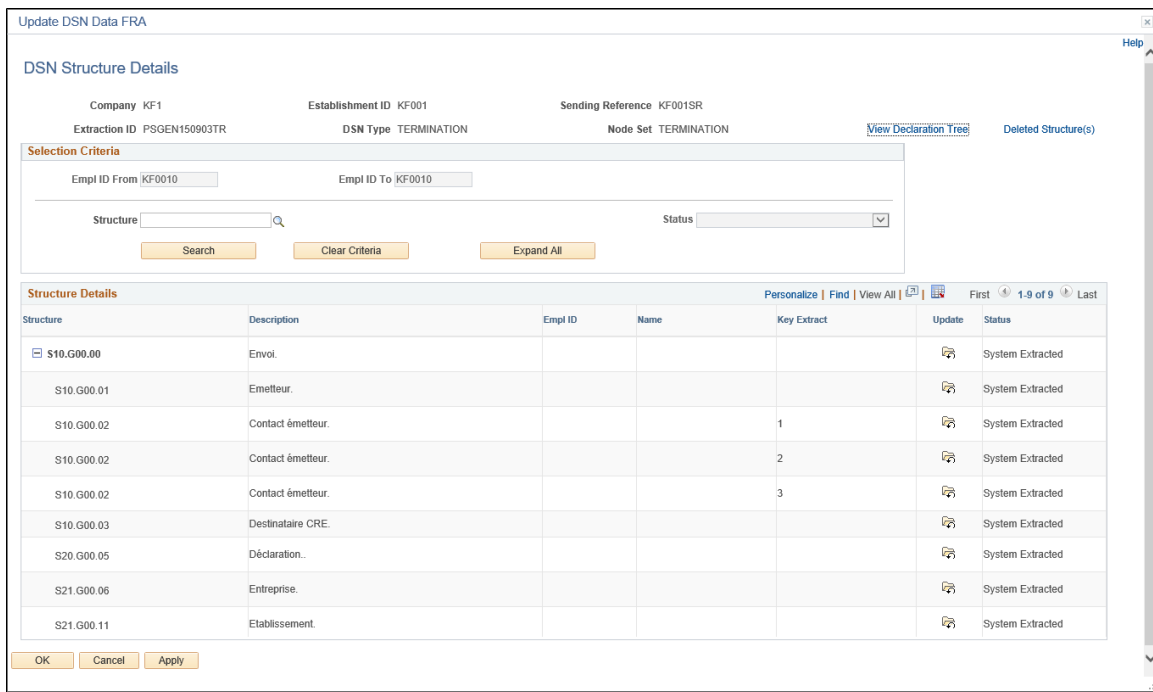 Update DSN Data FRA
Help
DSN Structure Details
Company KF1 Establishment ID KF001 Sending Reference KF001SR
Extraction ID PSGEN150903TR DSN Type TERMINATION Node Set TERMINATION View Declaration Tree Deleted Structure(s)
Selection Criteria
Empl ID From KF0010 Empl ID To KF0010
Structure Status
Search Clear Criteria Expand All
Structure Details Personalize | Find | View All | | First 1-9 of 9 Last
Structure Description Empl ID Name Key Extract Update Status
S10.G00.00 Envoi. System Extracted
S10.G00.01 Emetteur. System Extracted
S10.G00.02 Contact émetteur. 1 System Extracted
S10.G00.02 Contact émetteur. 2 System Extracted
S10.G00.02 Contact émetteur. 3 System Extracted
S10.G00.03 Destinataire CRE. System Extracted
S20.G00.05 Déclaration.. System Extracted
S21.G00.06 Entreprise. System Extracted
S21.G00.11 Etablissement. System Extracted
OK Cancel Apply